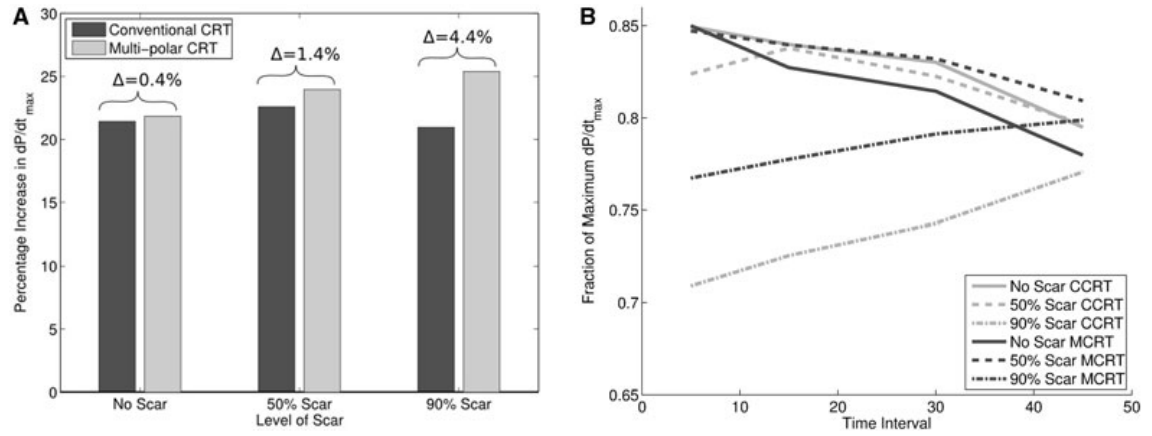 A
Percentage Increase in dP/dt max
30
25
20
15
10
5
0
Conventional CRT
Multi-polar CRT
Δ=0.4%
Δ=1.4%
Δ=4.4%
No Scar
50% Scar
90% Scar
Level of Scar
B
Fraction of Maximum dP/dt max
0.85
0.8
0.75
0.7
0.65
0
10
20
30
40
50
Time Interval
No Scar CCRT
50% Scar CCRT
90% Scar CCRT
No Scar MCRT
50% Scar MCRT
90% Scar MCRT